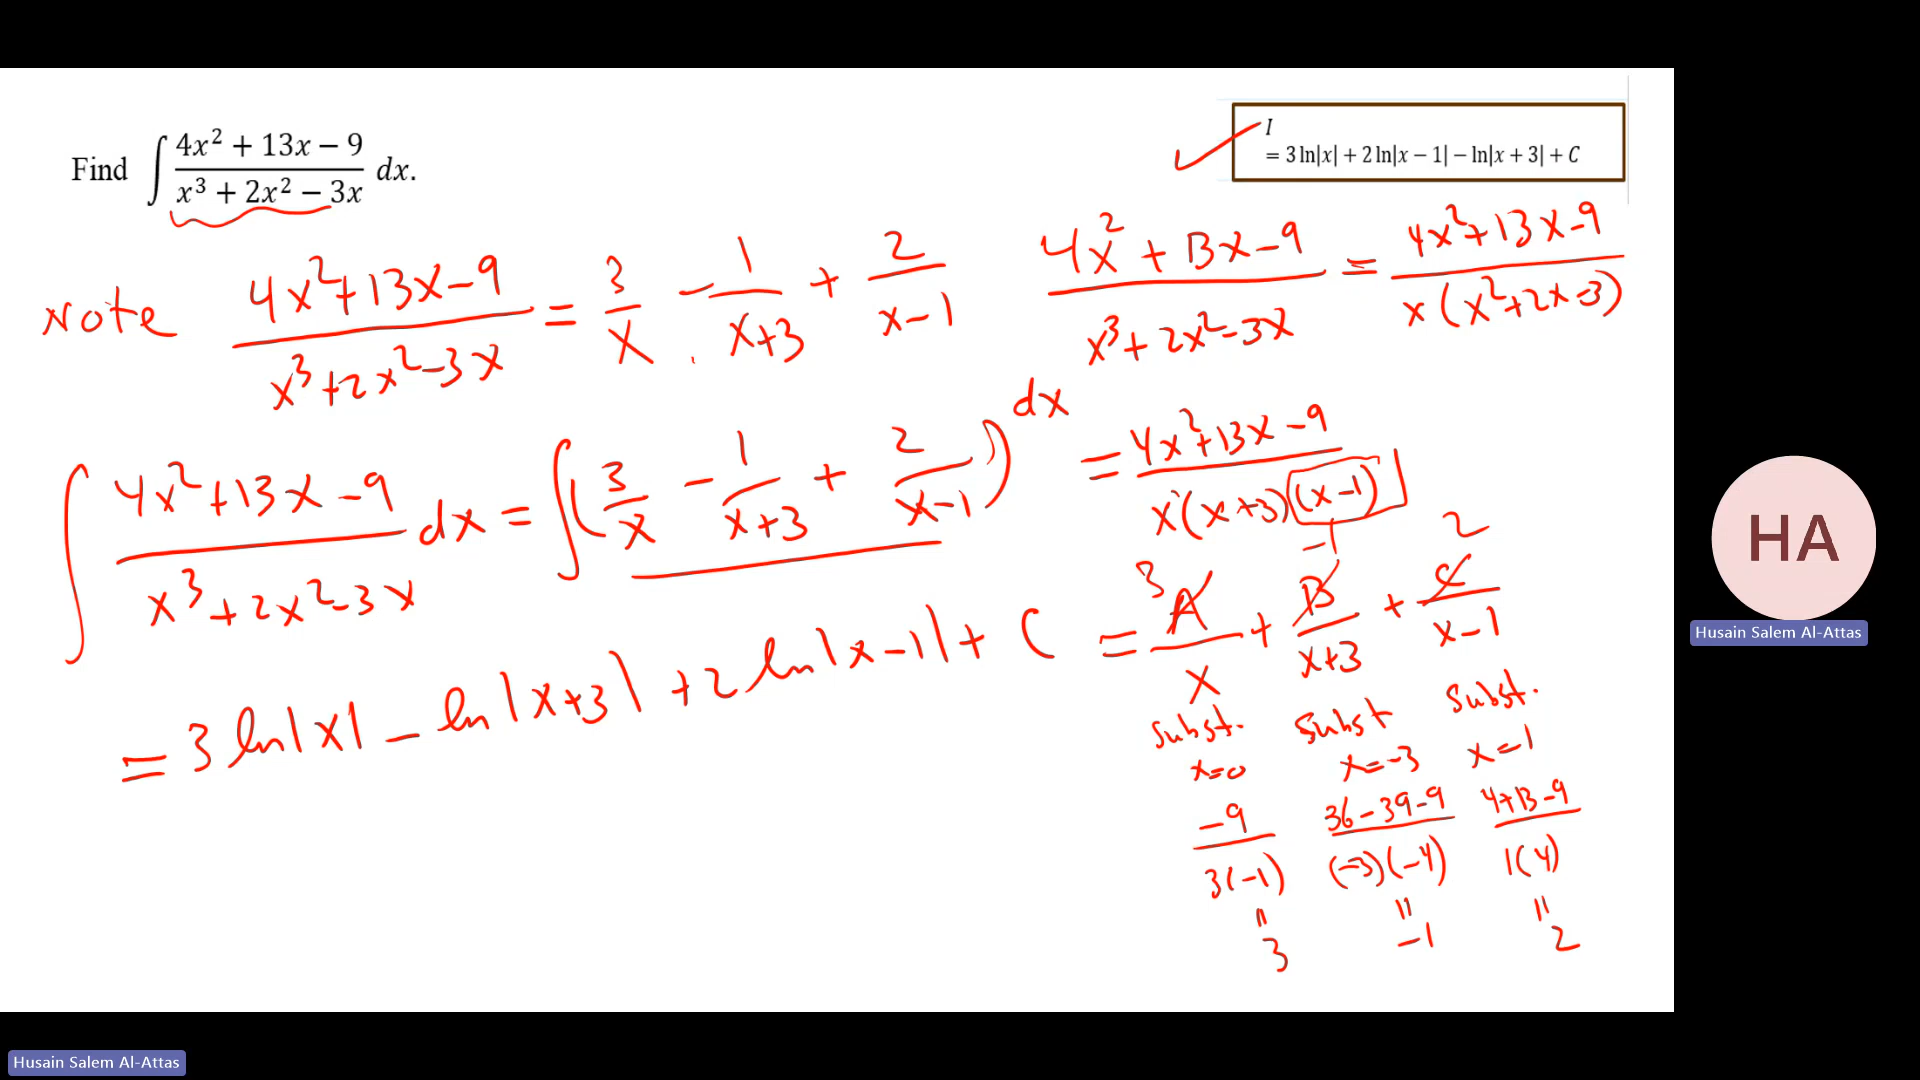 Find ∫ (4x² + 13x − 9)/(x³ + 2x² − 3x) dx.
I
= 3 ln|x| + 2 ln|x − 1| − ln|x + 3| + C
Note (4x²+13x−9)/(x³+2x²−3x) = 3/x − 1/(x+3) + 2/(x−1)
∫ (4x²+13x−9)/(x³+2x²−3x) dx = ∫ (3/x − 1/(x+3) + 2/(x−1)) dx
= 3 ln|x| − ln|x+3| + 2 ln|x−1| + C
(4x² + 13x − 9)/(x³ + 2x² − 3x) = (4x²+13x−9)/(x(x²+2x−3))
= (4x²+13x−9)/(x(x+3)(x−1))
3 −1 2
= A/x + B/(x+3) + C/(x−1)
Subst. Subst Subst.
x=0 x=−3 x=1
−9/(3(−1)) (36−39−9)/((−3)(−4)) (4+13−9)/(1(4))
= = =
3 −1 2
HA
Husain Salem Al-Attas
Husain Salem Al-Attas